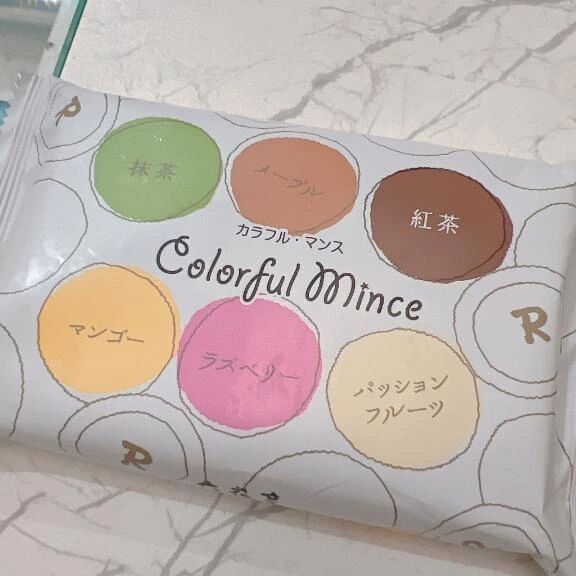 R
抹茶
メープル
紅茶
カラフル・マンス
Colorful Mince
R
マンゴー
ラズベリー
パッション
フルーツ
R